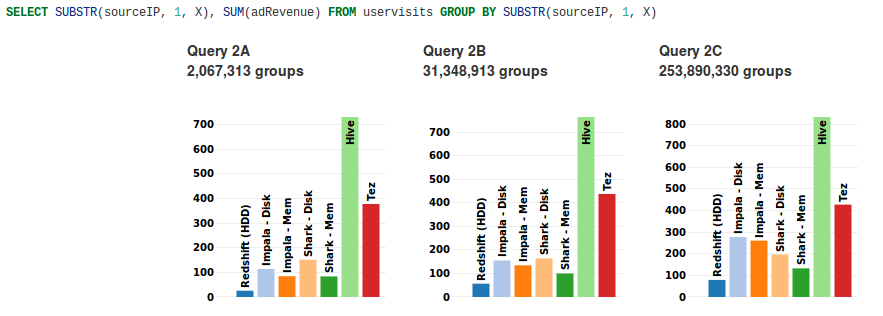 SELECT SUBSTR(sourceIP, 1, X), SUM(adRevenue) FROM uservisits GROUP BY SUBSTR(sourceIP, 1, X)
Query 2A
2,067,313 groups
700
600
500
400
300
200
100
0
Redshift (HDD)
Impala - Disk
Impala - Mem
Shark - Disk
Shark - Mem
Hive
Tez
Query 2B
31,348,913 groups
700
600
500
400
300
200
100
0
Redshift (HDD)
Impala - Disk
Impala - Mem
Shark - Disk
Shark - Mem
Hive
Tez
Query 2C
253,890,330 groups
800
700
600
500
400
300
200
100
0
Redshift (HDD)
Impala - Disk
Impala - Mem
Shark - Disk
Shark - Mem
Hive
Tez